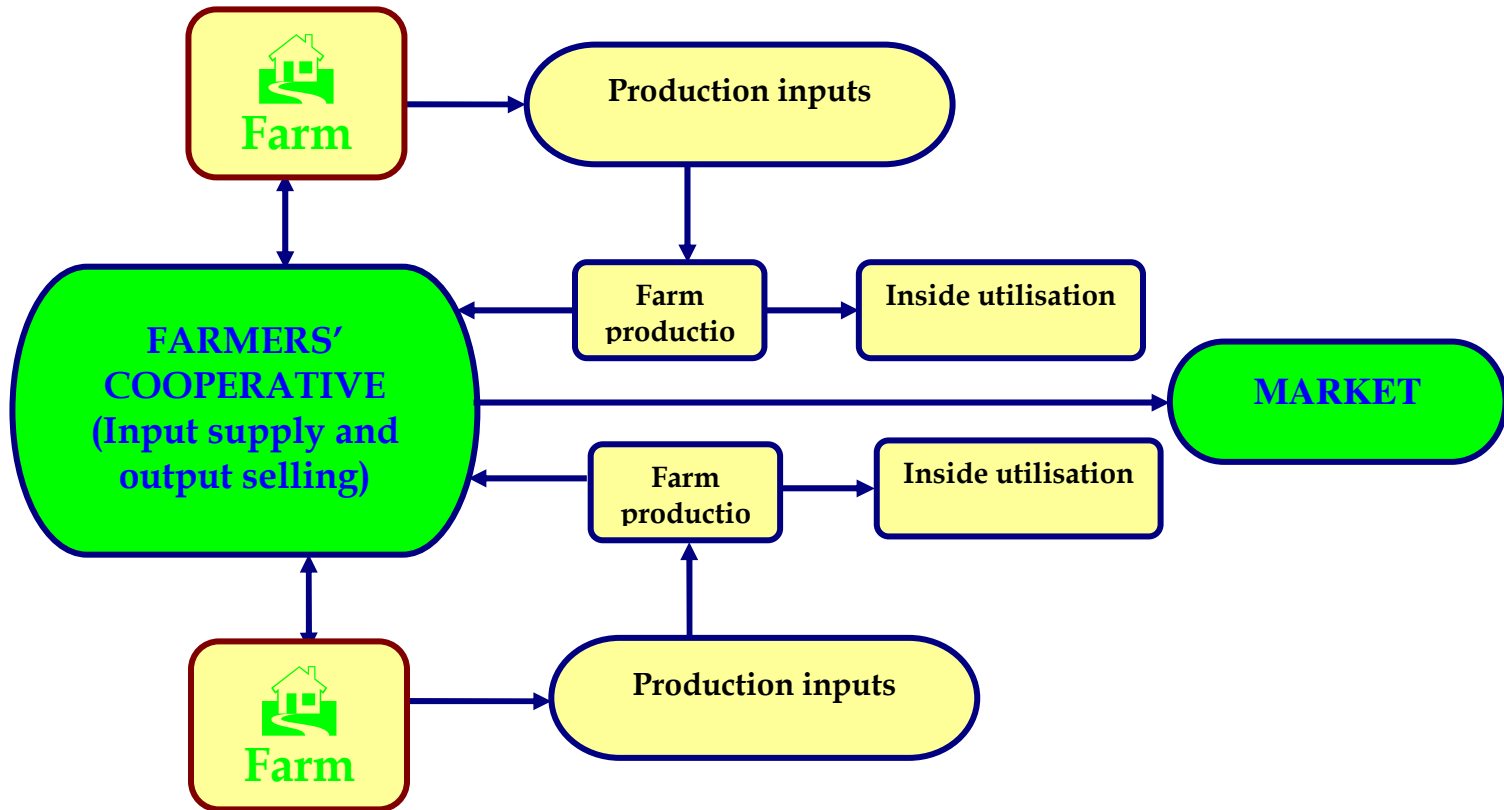 Farm
Production inputs
Farm
productio
Inside utilisation
FARMERS’
COOPERATIVE
(Input supply and
output selling)
MARKET
Farm
productio
Inside utilisation
Farm
Production inputs